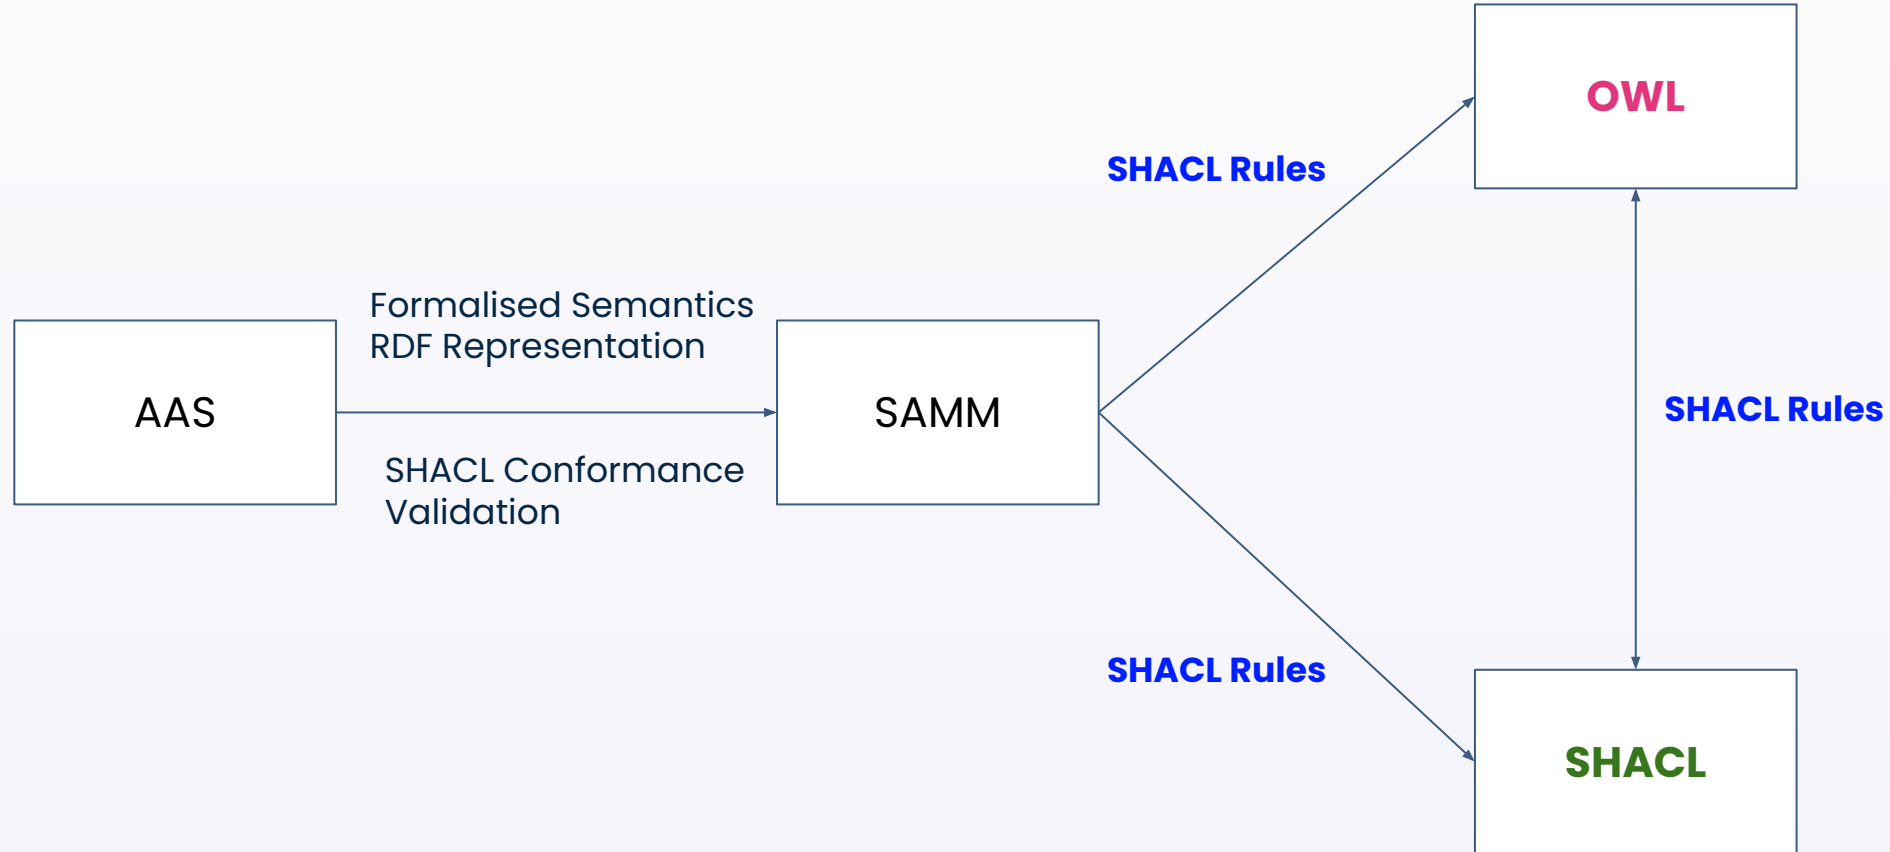 OWL
SHACL Rules
Formalised Semantics
RDF Representation
AAS
SAMM
SHACL Rules
SHACL Conformance
Validation
SHACL Rules
SHACL